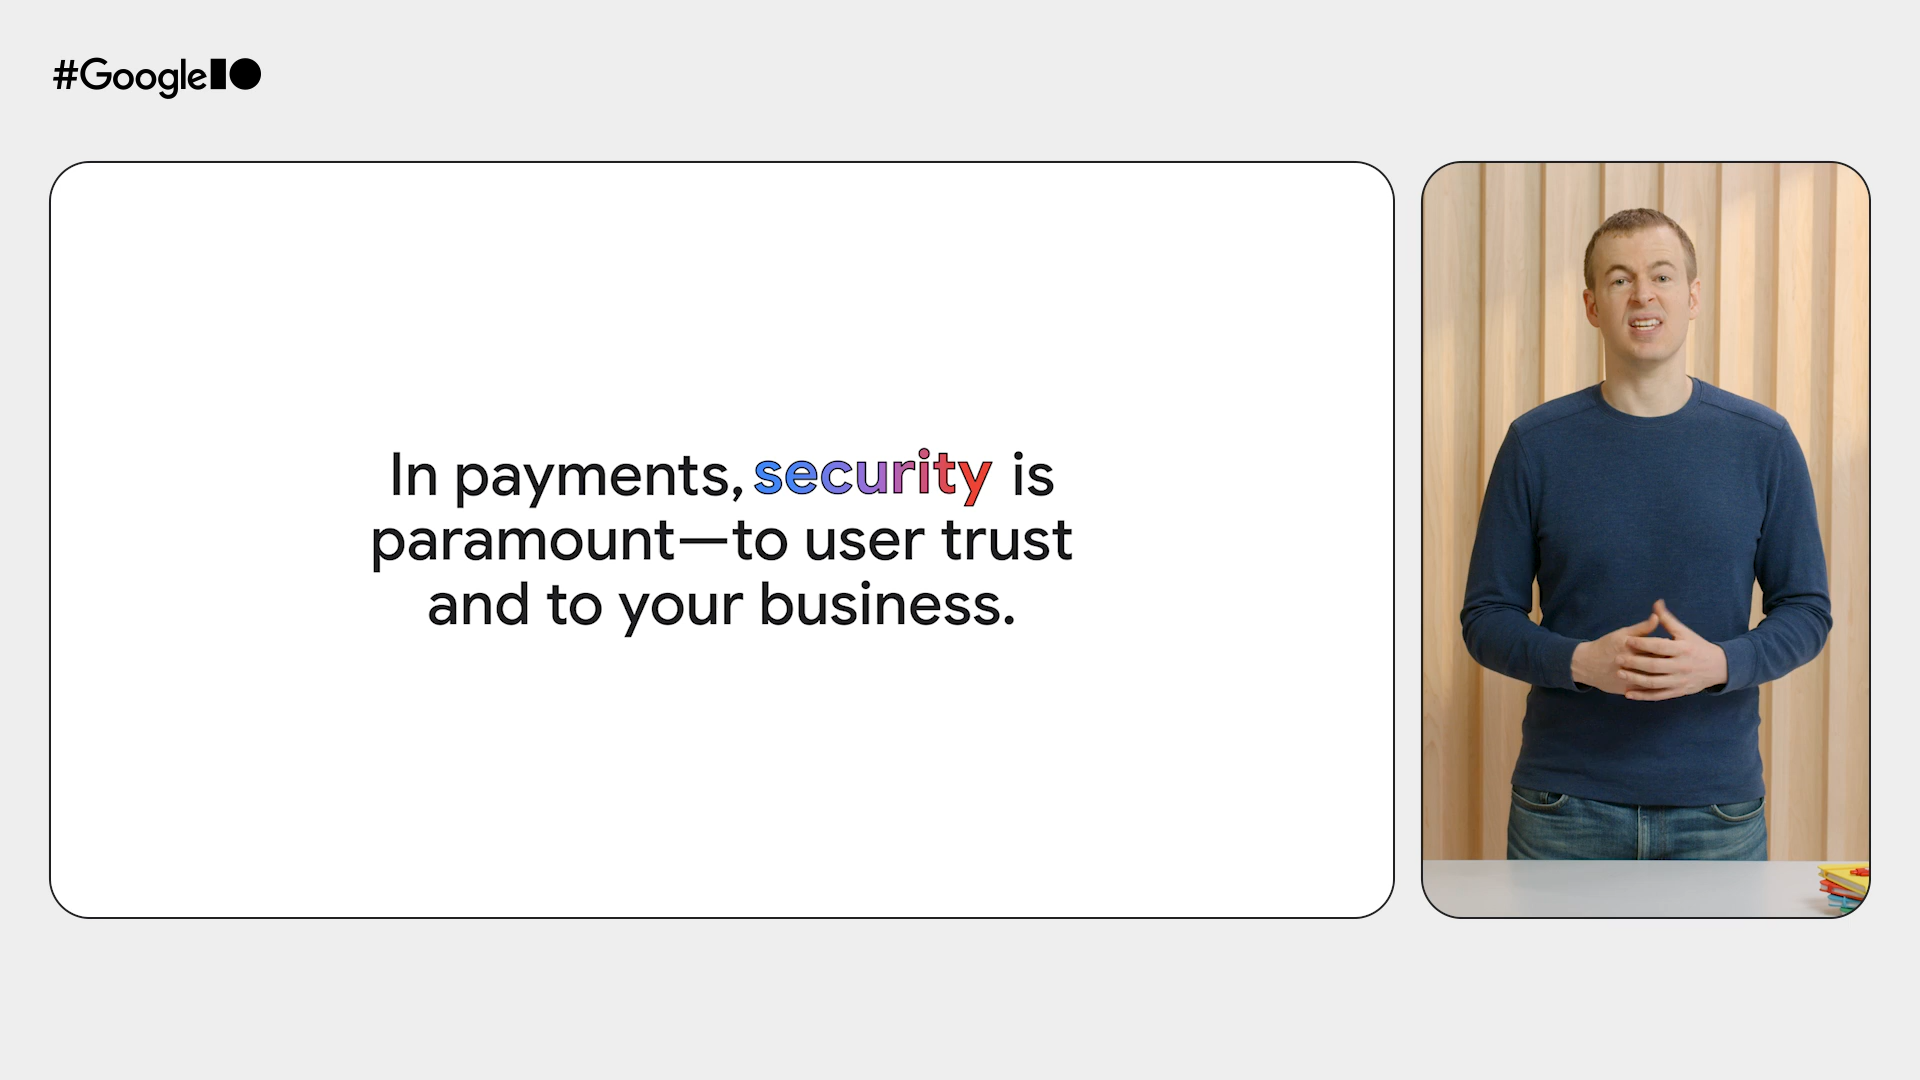 #GoogleIO
In payments, security is
paramount—to user trust
and to your business.